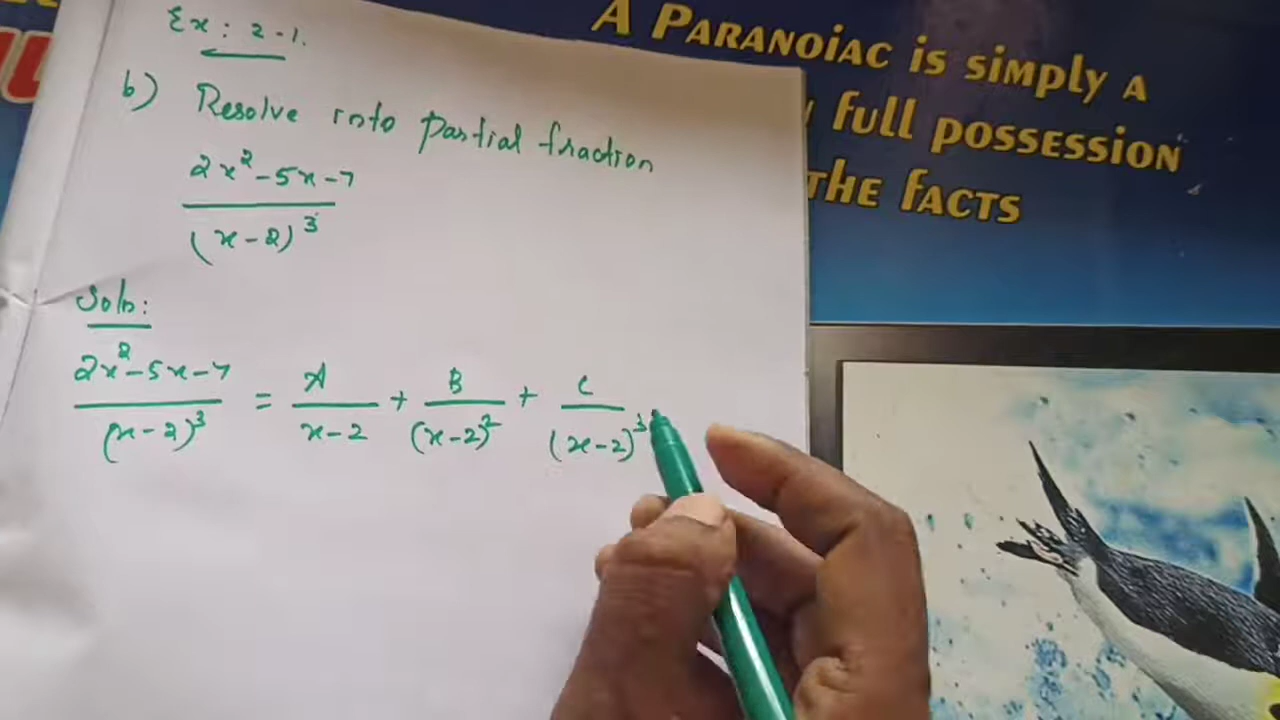 Ex: 2-1.
b) Resolve into partial fraction
2x²-5x-7
(x-2)³
Soln:
2x²-5x-7 / (x-2)³ = A / x-2 + B / (x-2)² + C / (x-2)³
A PARANOiAC is simply A
full possession
the facts